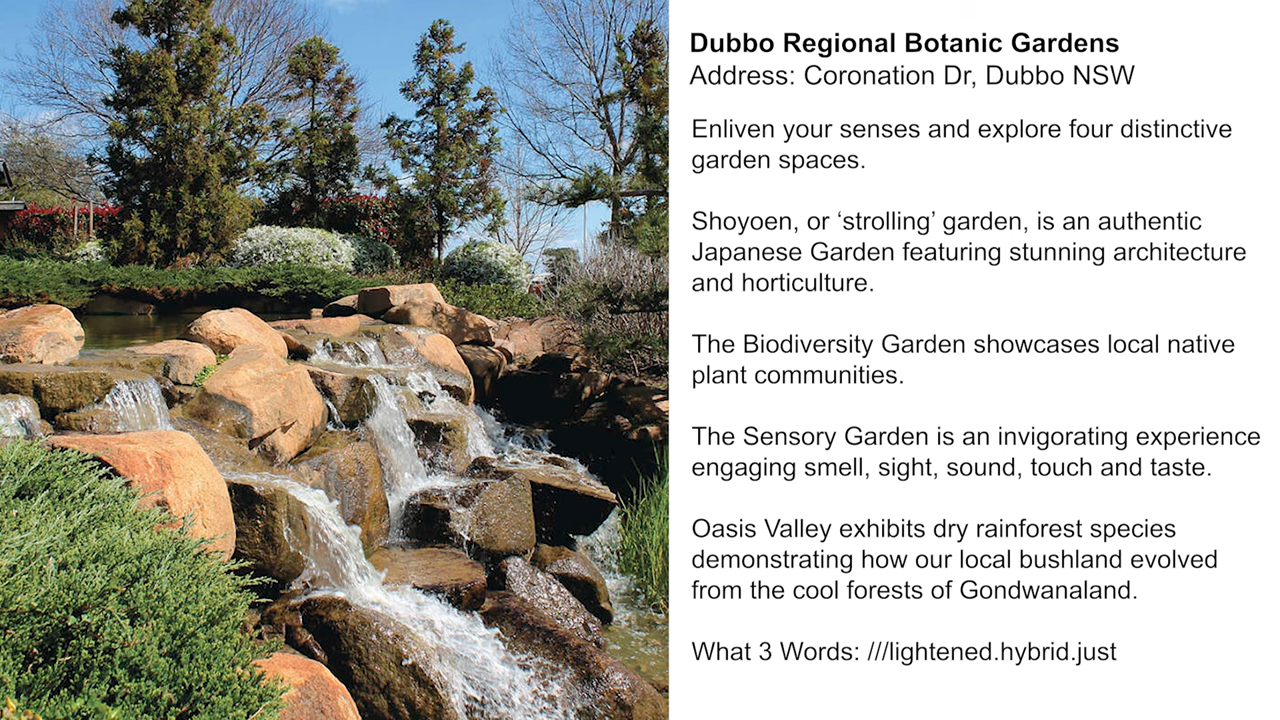 Dubbo Regional Botanic Gardens
Address: Coronation Dr, Dubbo NSW
Enliven your senses and explore four distinctive
garden spaces.
Shoyoen, or ‘strolling’ garden, is an authentic
Japanese Garden featuring stunning architecture
and horticulture.
The Biodiversity Garden showcases local native
plant communities.
The Sensory Garden is an invigorating experience
engaging smell, sight, sound, touch and taste.
Oasis Valley exhibits dry rainforest species
demonstrating how our local bushland evolved
from the cool forests of Gondwanaland.
What 3 Words: ///lightened.hybrid.just